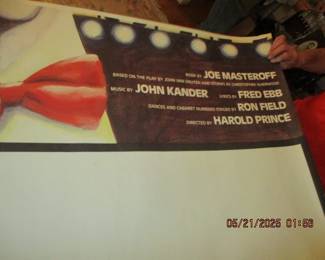 BOOK BY JOE MASTEROFF
BASED ON THE PLAY BY JOHN VAN DRUTEN AND STORIES BY CHRISTOPHER ISHERWOOD
MUSIC BY JOHN KANDER LYRICS BY FRED EBB
DANCES AND CABARET NUMBERS STAGED BY RON FIELD
DIRECTED BY HAROLD PRINCE
05/21/2025 01:58